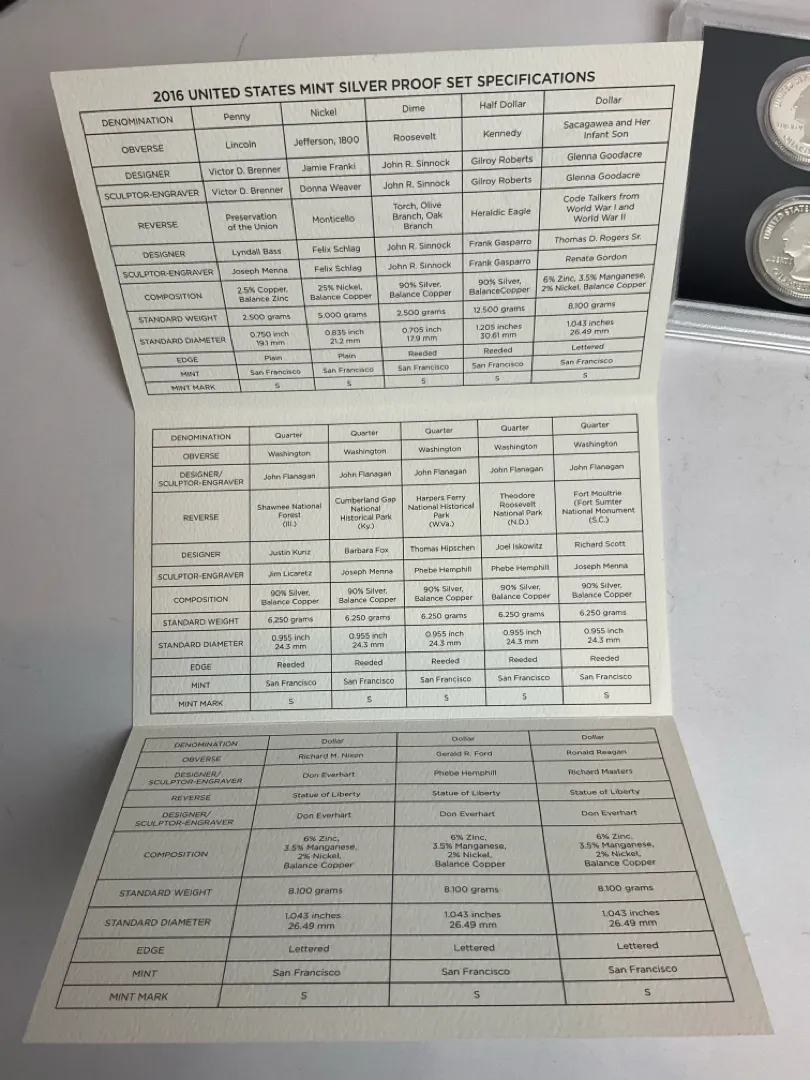 2016 UNITED STATES MINT SILVER PROOF SET SPECIFICATIONS
DENOMINATION Penny Nickel Dime Half Dollar Dollar
OBVERSE Lincoln Jefferson, 1800 Roosevelt Kennedy Sacagawea and Her
Infant Son
DESIGNER Victor D. Brenner Jamie Franki John R. Sinnock Gilroy Roberts Glenna Goodacre
SCULPTOR-ENGRAVER Victor D. Brenner Donna Weaver John R. Sinnock Gilroy Roberts Glenna Goodacre
REVERSE Preservation Monticello Torch, Olive Heraldic Eagle Code Talkers from
of the Union Branch, Oak World War I and
Branch World War II
DESIGNER Lyndall Bass Felix Schlag John R. Sinnock Frank Gasparro Thomas D. Rogers Sr.
SCULPTOR-ENGRAVER Joseph Menna Felix Schlag John R. Sinnock Frank Gasparro Renata Gordon
COMPOSITION 2.5% Copper, 25% Nickel, 90% Silver, 90% Silver, 6% Zinc, 3.5% Manganese,
Balance Zinc Balance Copper Balance Copper BalanceCopper 2% Nickel, Balance Copper
STANDARD WEIGHT 2.500 grams 5.000 grams 2.500 grams 12.500 grams 8.100 grams
STANDARD DIAMETER 0.750 inch 0.835 inch 0.705 inch 1.205 inches 1.043 inches
19.1 mm 21.2 mm 17.9 mm 30.61 mm 26.49 mm
EDGE Plain Plain Reeded Reeded Lettered
MINT San Francisco San Francisco San Francisco San Francisco San Francisco
MINT MARK S S S S S
DENOMINATION Quarter Quarter Quarter Quarter Quarter
OBVERSE Washington Washington Washington Washington Washington
DESIGNER/ John Flanagan John Flanagan John Flanagan John Flanagan John Flanagan
SCULPTOR-ENGRAVER
REVERSE Shawnee National Cumberland Gap Harpers Ferry Theodore Fort Moultrie
Forest National National Historical Roosevelt (Fort Sumter
(Ill.) Historical Park Park National Park National Monument
(Ky.) (W.Va.) (N.D.) (S.C.)
DESIGNER Justin Kunz Barbara Fox Thomas Hipschen Joel Iskowitz Richard Scott
SCULPTOR-ENGRAVER Jim Licaretz Joseph Menna Phebe Hemphill Phebe Hemphill Joseph Menna
COMPOSITION 90% Silver, 90% Silver, 90% Silver, 90% Silver, 90% Silver,
Balance Copper Balance Copper Balance Copper Balance Copper Balance Copper
STANDARD WEIGHT 6.250 grams 6.250 grams 6.250 grams 6.250 grams 6.250 grams
STANDARD DIAMETER 0.955 inch 0.955 inch 0.955 inch 0.955 inch 0.955 inch
24.3 mm 24.3 mm 24.3 mm 24.3 mm 24.3 mm
EDGE Reeded Reeded Reeded Reeded Reeded
MINT San Francisco San Francisco San Francisco San Francisco San Francisco
MINT MARK S S S S S
DENOMINATION Dollar Dollar Dollar
OBVERSE Richard M. Nixon Gerald R. Ford Ronald Reagan
DESIGNER/ Don Everhart Phebe Hemphill Richard Masters
SCULPTOR-ENGRAVER
REVERSE Statue of Liberty Statue of Liberty Statue of Liberty
DESIGNER/ Don Everhart Don Everhart Don Everhart
SCULPTOR-ENGRAVER
COMPOSITION 6% Zinc, 6% Zinc, 6% Zinc,
3.5% Manganese, 3.5% Manganese, 3.5% Manganese,
2% Nickel, 2% Nickel, 2% Nickel,
Balance Copper Balance Copper Balance Copper
STANDARD WEIGHT 8.100 grams 8.100 grams 8.100 grams
STANDARD DIAMETER 1.043 inches 1.043 inches 1.043 inches
26.49 mm 26.49 mm 26.49 mm
EDGE Lettered Lettered Lettered
MINT San Francisco San Francisco San Francisco
MINT MARK S S S